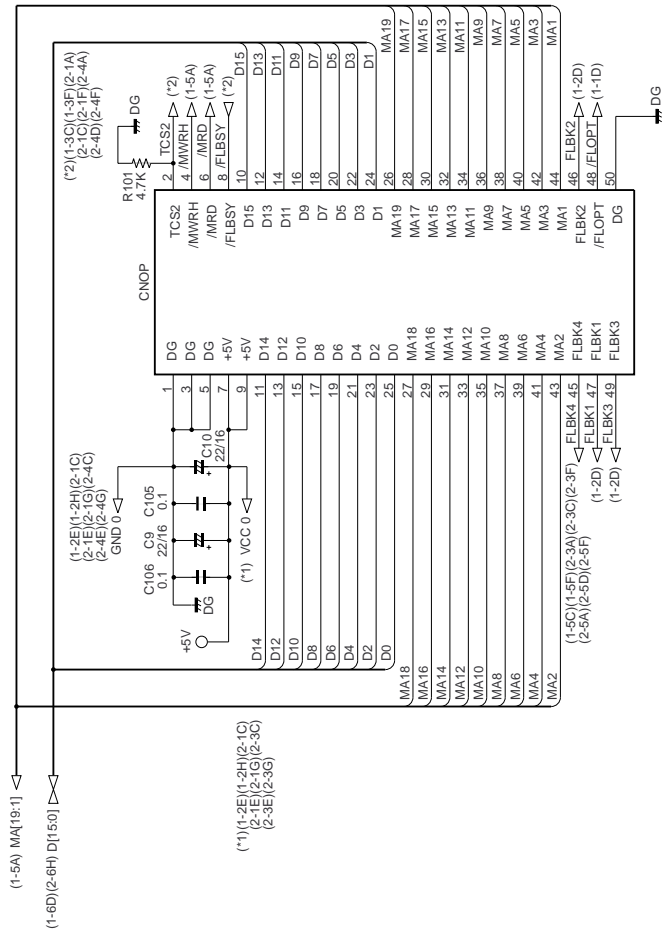 (1-5A) MA[19:1]
(1-6D)(2-6H) D[15:0]
(*1)(1-2E)(1-2H)(2-1C)
(2-1E)(2-1G)(2-3C)
(2-3E)(2-3G)
+5V
DG
C106
0.1
C9
22/16
+
C105
0.1
C10
22/16
+
(1-2E)(1-2H)(2-1C)
(2-1E)(2-1G)(2-4C)
(2-4E)(2-4G)
GND 0
VCC 0
(*1)
D14
D12
D10
D8
D6
D4
D2
D0
MA18
MA16
MA14
MA12
MA10
MA8
MA6
MA4
MA2
(1-5C)(1-5F)(2-3A)(2-3C)(2-3F)
(2-5A)(2-5D)(2-5F)
FLBK4
(1-2D)
FLBK1
(1-2D)
FLBK3
1
3
5
7
9
11
13
15
17
19
21
23
25
27
29
31
33
35
37
39
41
43
45
47
49
DG
DG
DG
+5V
+5V
D14
D12
D10
D8
D6
D4
D2
D0
MA18
MA16
MA14
MA12
MA10
MA8
MA6
MA4
MA2
FLBK4
FLBK1
FLBK3
CNOP
TCS2
/MWRH
/MRD
/FLBSY
D15
D13
D11
D9
D7
D5
D3
D1
MA19
MA17
MA15
MA13
MA11
MA9
MA7
MA5
MA3
MA1
FLBK2
/FLOPT
DG
2
4
6
8
10
12
14
16
18
20
22
24
26
28
30
32
34
36
38
40
42
44
46
48
50
R101
4.7K
DG
(*2)(1-3C)(1-3F)(2-1A)
(2-1C)(2-1F)(2-4A)
(2-4D)(2-4F)
TCS2
(*2)
/MWRH
(1-5A)
/MRD
(1-5A)
/FLBSY
(*2)
D15
D13
D11
D9
D7
D5
D3
D1
MA19
MA17
MA15
MA13
MA11
MA9
MA7
MA5
MA3
MA1
FLBK2
(1-2D)
/FLOPT
(1-1D)
DG